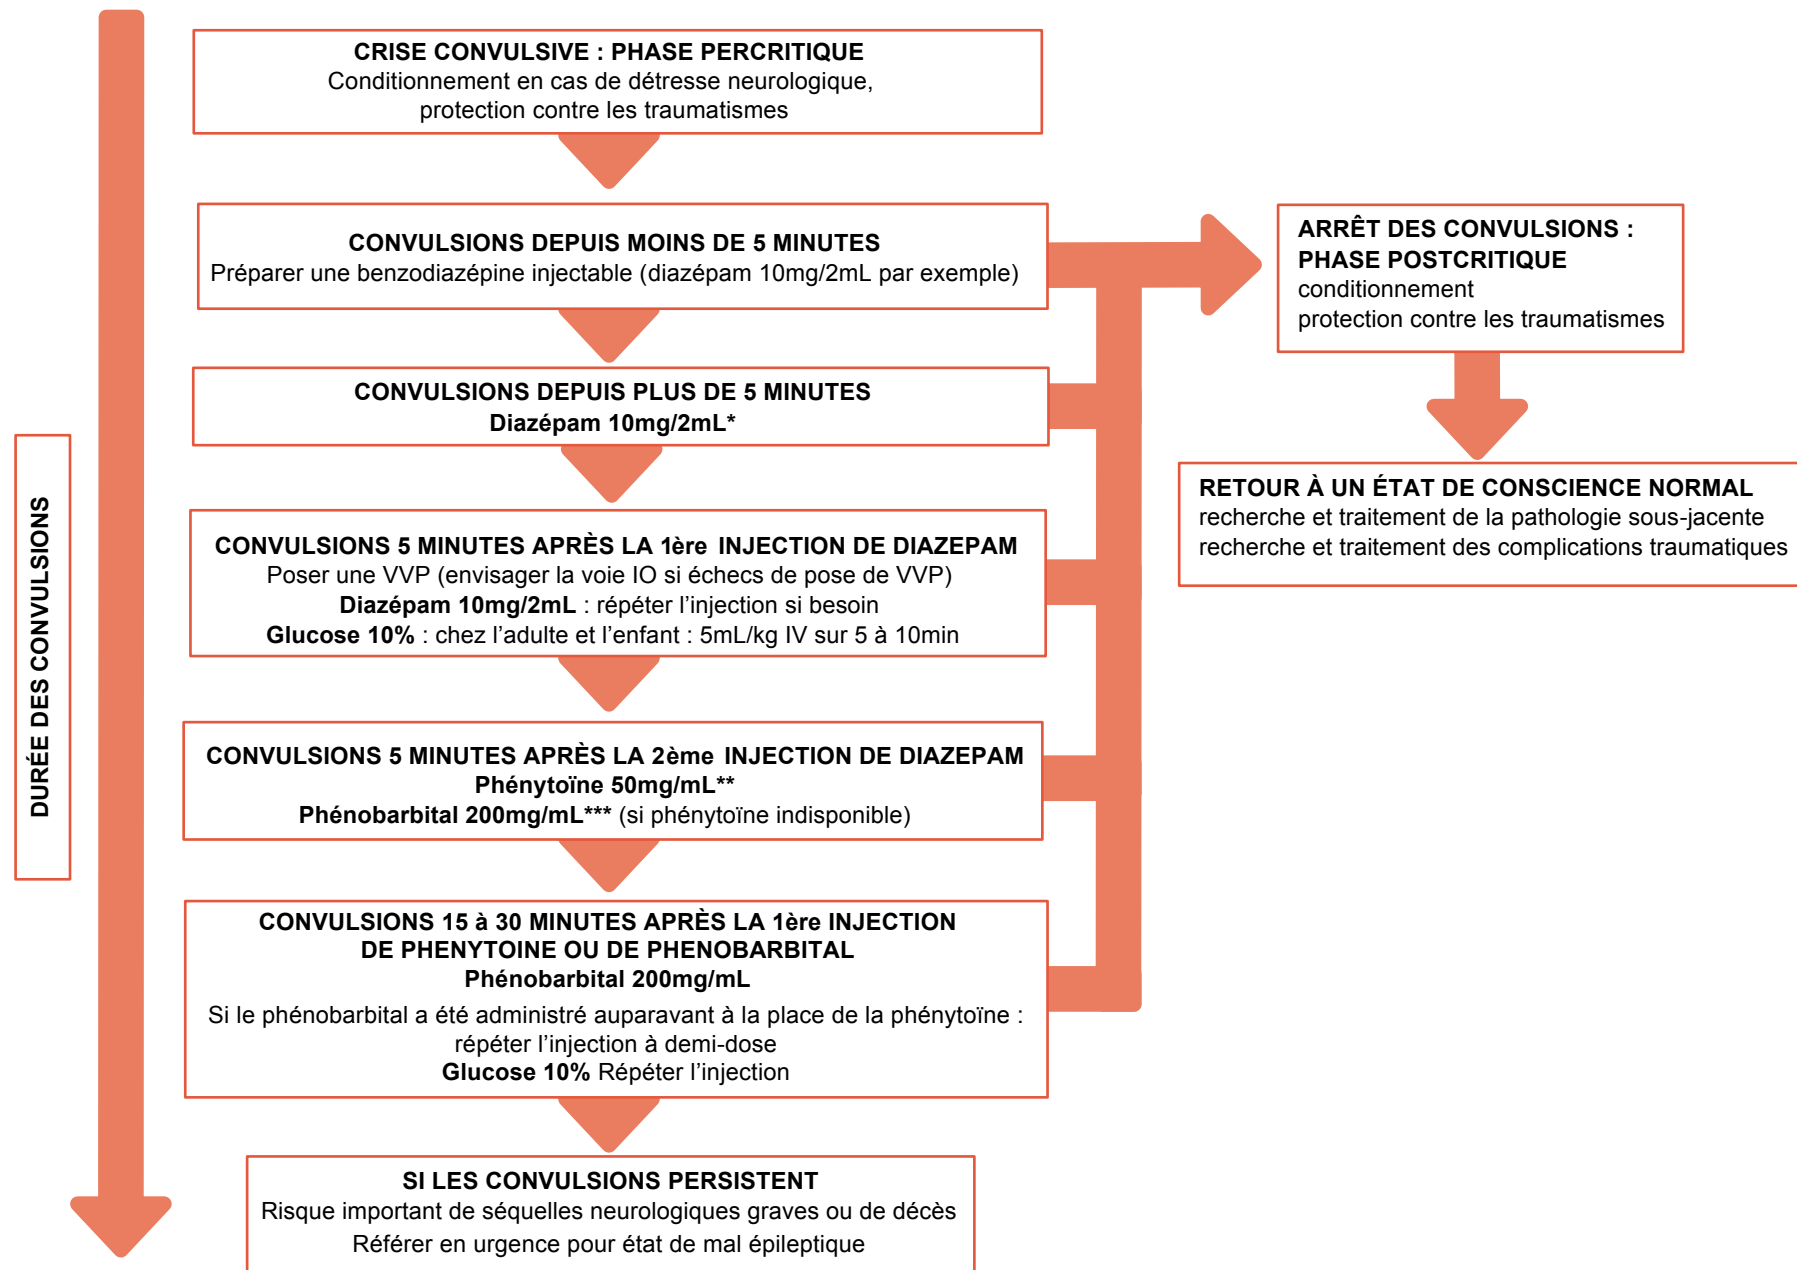 CRISE CONVULSIVE : PHASE PERCRITIQUE
Conditionnement en cas de détresse neurologique,
protection contre les traumatismes
CONVULSIONS DEPUIS MOINS DE 5 MINUTES
Préparer une benzodiazépine injectable (diazépam 10mg/2mL par exemple)
ARRÊT DES CONVULSIONS :
PHASE POSTCRITIQUE
conditionnement
protection contre les traumatismes
CONVULSIONS DEPUIS PLUS DE 5 MINUTES
Diazépam 10mg/2mL*
RETOUR À UN ÉTAT DE CONSCIENCE NORMAL
recherche et traitement de la pathologie sous-jacente
recherche et traitement des complications traumatiques
DURÉE DES CONVULSIONS
CONVULSIONS 5 MINUTES APRÈS LA 1ère INJECTION DE DIAZEPAM
Poser une VVP (envisager la voie IO si échecs de pose de VVP)
Diazépam 10mg/2mL : répéter l’injection si besoin
Glucose 10% : chez l’adulte et l’enfant : 5mL/kg IV sur 5 à 10min
CONVULSIONS 5 MINUTES APRÈS LA 2ème INJECTION DE DIAZEPAM
Phénytoïne 50mg/mL**
Phénobarbital 200mg/mL*** (si phénytoïne indisponible)
CONVULSIONS 15 à 30 MINUTES APRÈS LA 1ère INJECTION
DE PHENYTOINE OU DE PHENOBARBITAL
Phénobarbital 200mg/mL
Si le phénobarbital a été administré auparavant à la place de la phénytoïne :
répéter l’injection à demi-dose
Glucose 10% Répéter l’injection
SI LES CONVULSIONS PERSISTENT
Risque important de séquelles neurologiques graves ou de décès
Référer en urgence pour état de mal épileptique